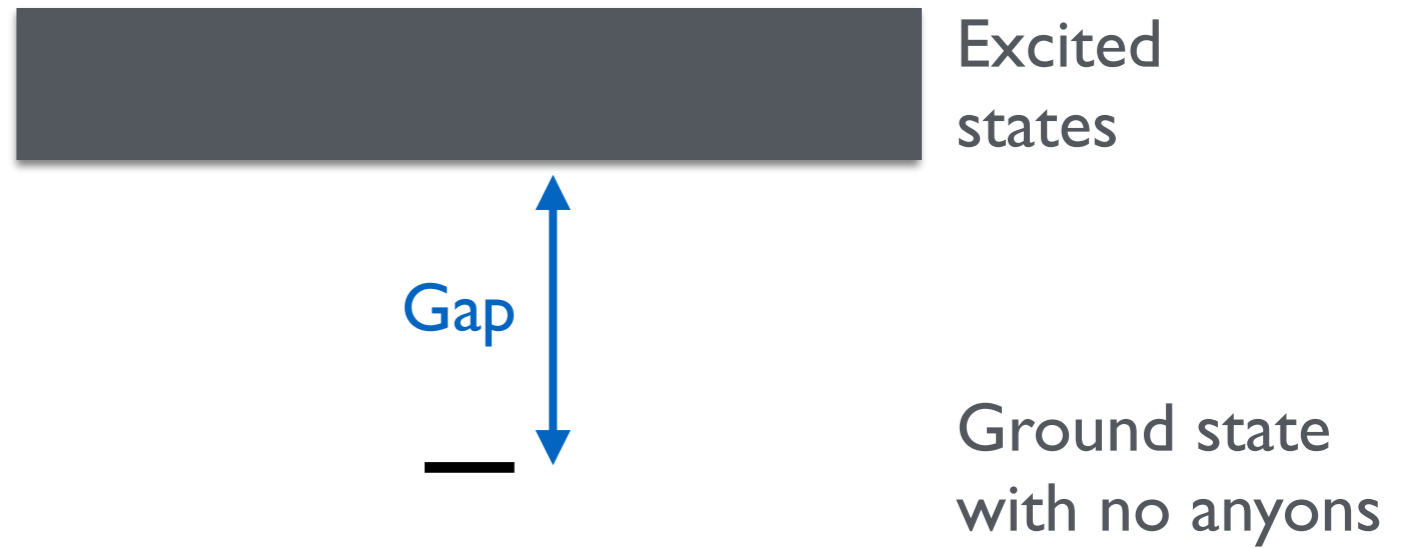 Excited
states
Gap
Ground state
with no anyons